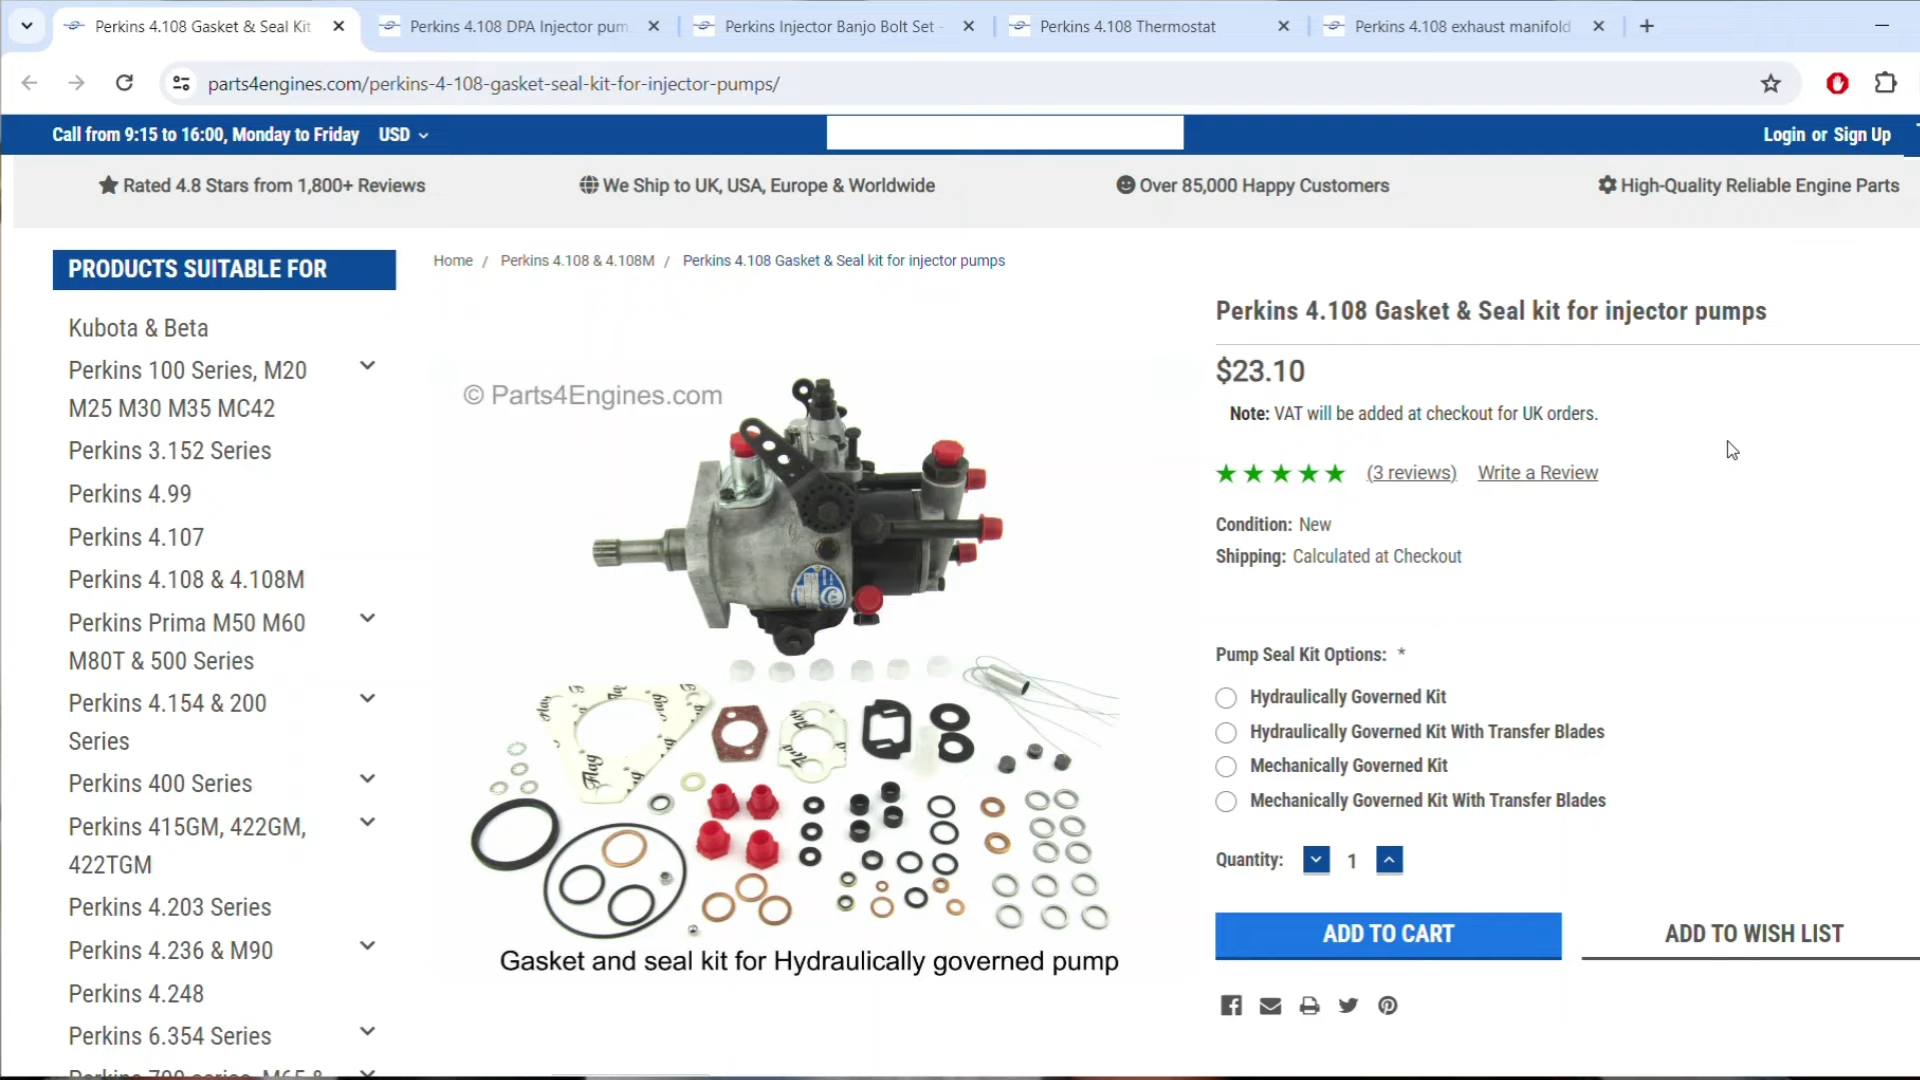 Perkins 4.108 Gasket & Seal Kit
Perkins 4.108 DPA Injector pum
Perkins Injector Banjo Bolt Set -
Perkins 4.108 Thermostat
Perkins 4.108 exhaust manifold
parts4engines.com/perkins-4-108-gasket-seal-kit-for-injector-pumps/
Call from 9:15 to 16:00, Monday to Friday USD
Login or Sign Up
Rated 4.8 Stars from 1,800+ Reviews
We Ship to UK, USA, Europe & Worldwide
Over 85,000 Happy Customers
High-Quality Reliable Engine Parts
PRODUCTS SUITABLE FOR
Kubota & Beta
Perkins 100 Series, M20
M25 M30 M35 MC42
Perkins 3.152 Series
Perkins 4.99
Perkins 4.107
Perkins 4.108 & 4.108M
Perkins Prima M50 M60
M80T & 500 Series
Perkins 4.154 & 200
Series
Perkins 400 Series
Perkins 415GM, 422GM,
422TGM
Perkins 4.203 Series
Perkins 4.236 & M90
Perkins 4.248
Perkins 6.354 Series
Perkins 700 series, M65 &
Home / Perkins 4.108 & 4.108M / Perkins 4.108 Gasket & Seal kit for injector pumps
© Parts4Engines.com
Gasket and seal kit for Hydraulically governed pump
Perkins 4.108 Gasket & Seal kit for injector pumps
$23.10
Note: VAT will be added at checkout for UK orders.
(3 reviews) Write a Review
Condition: New
Shipping: Calculated at Checkout
Pump Seal Kit Options: *
Hydraulically Governed Kit
Hydraulically Governed Kit With Transfer Blades
Mechanically Governed Kit
Mechanically Governed Kit With Transfer Blades
Quantity: 1
ADD TO CART
ADD TO WISH LIST